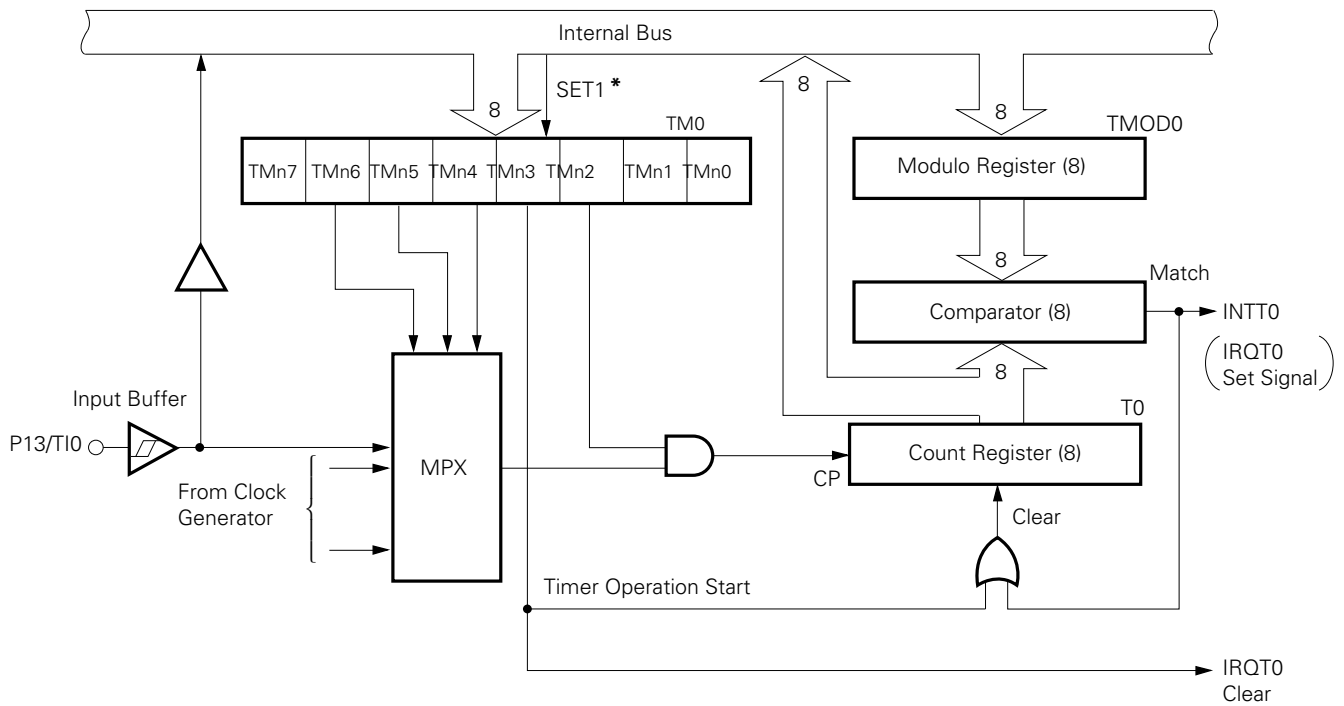 Internal Bus
8
SET1 *
8
8
TM0
TMOD0
TMn7 TMn6 TMn5 TMn4 TMn3 TMn2 TMn1 TMn0
Modulo Register (8)
8
Match
Comparator (8)
INTT0
8
(IRQT0
Set Signal)
Input Buffer
T0
P13/TI0
MPX
Count Register (8)
CP
From Clock
Generator
Clear
Timer Operation Start
IRQT0
Clear